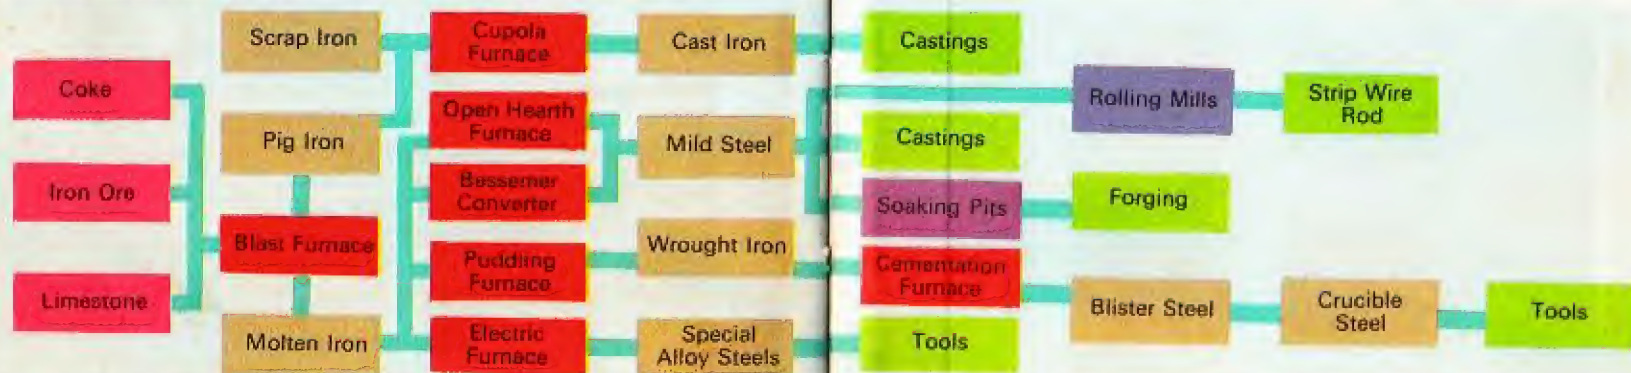 Coke
Iron Ore
Limestone
Scrap Iron
Pig Iron
Blast Furnace
Molten Iron
Cupola
Furnace
Open Hearth
Furnace
Bessemer
Converter
Puddling
Furnace
Electric
Furnace
Cast Iron
Mild Steel
Wrought Iron
Special
Alloy Steels
Castings
Castings
Soaking Pits
Cementation
Furnace
Tools
Rolling Mills
Forging
Blister Steel
Strip Wire
Rod
Crucible
Steel
Tools